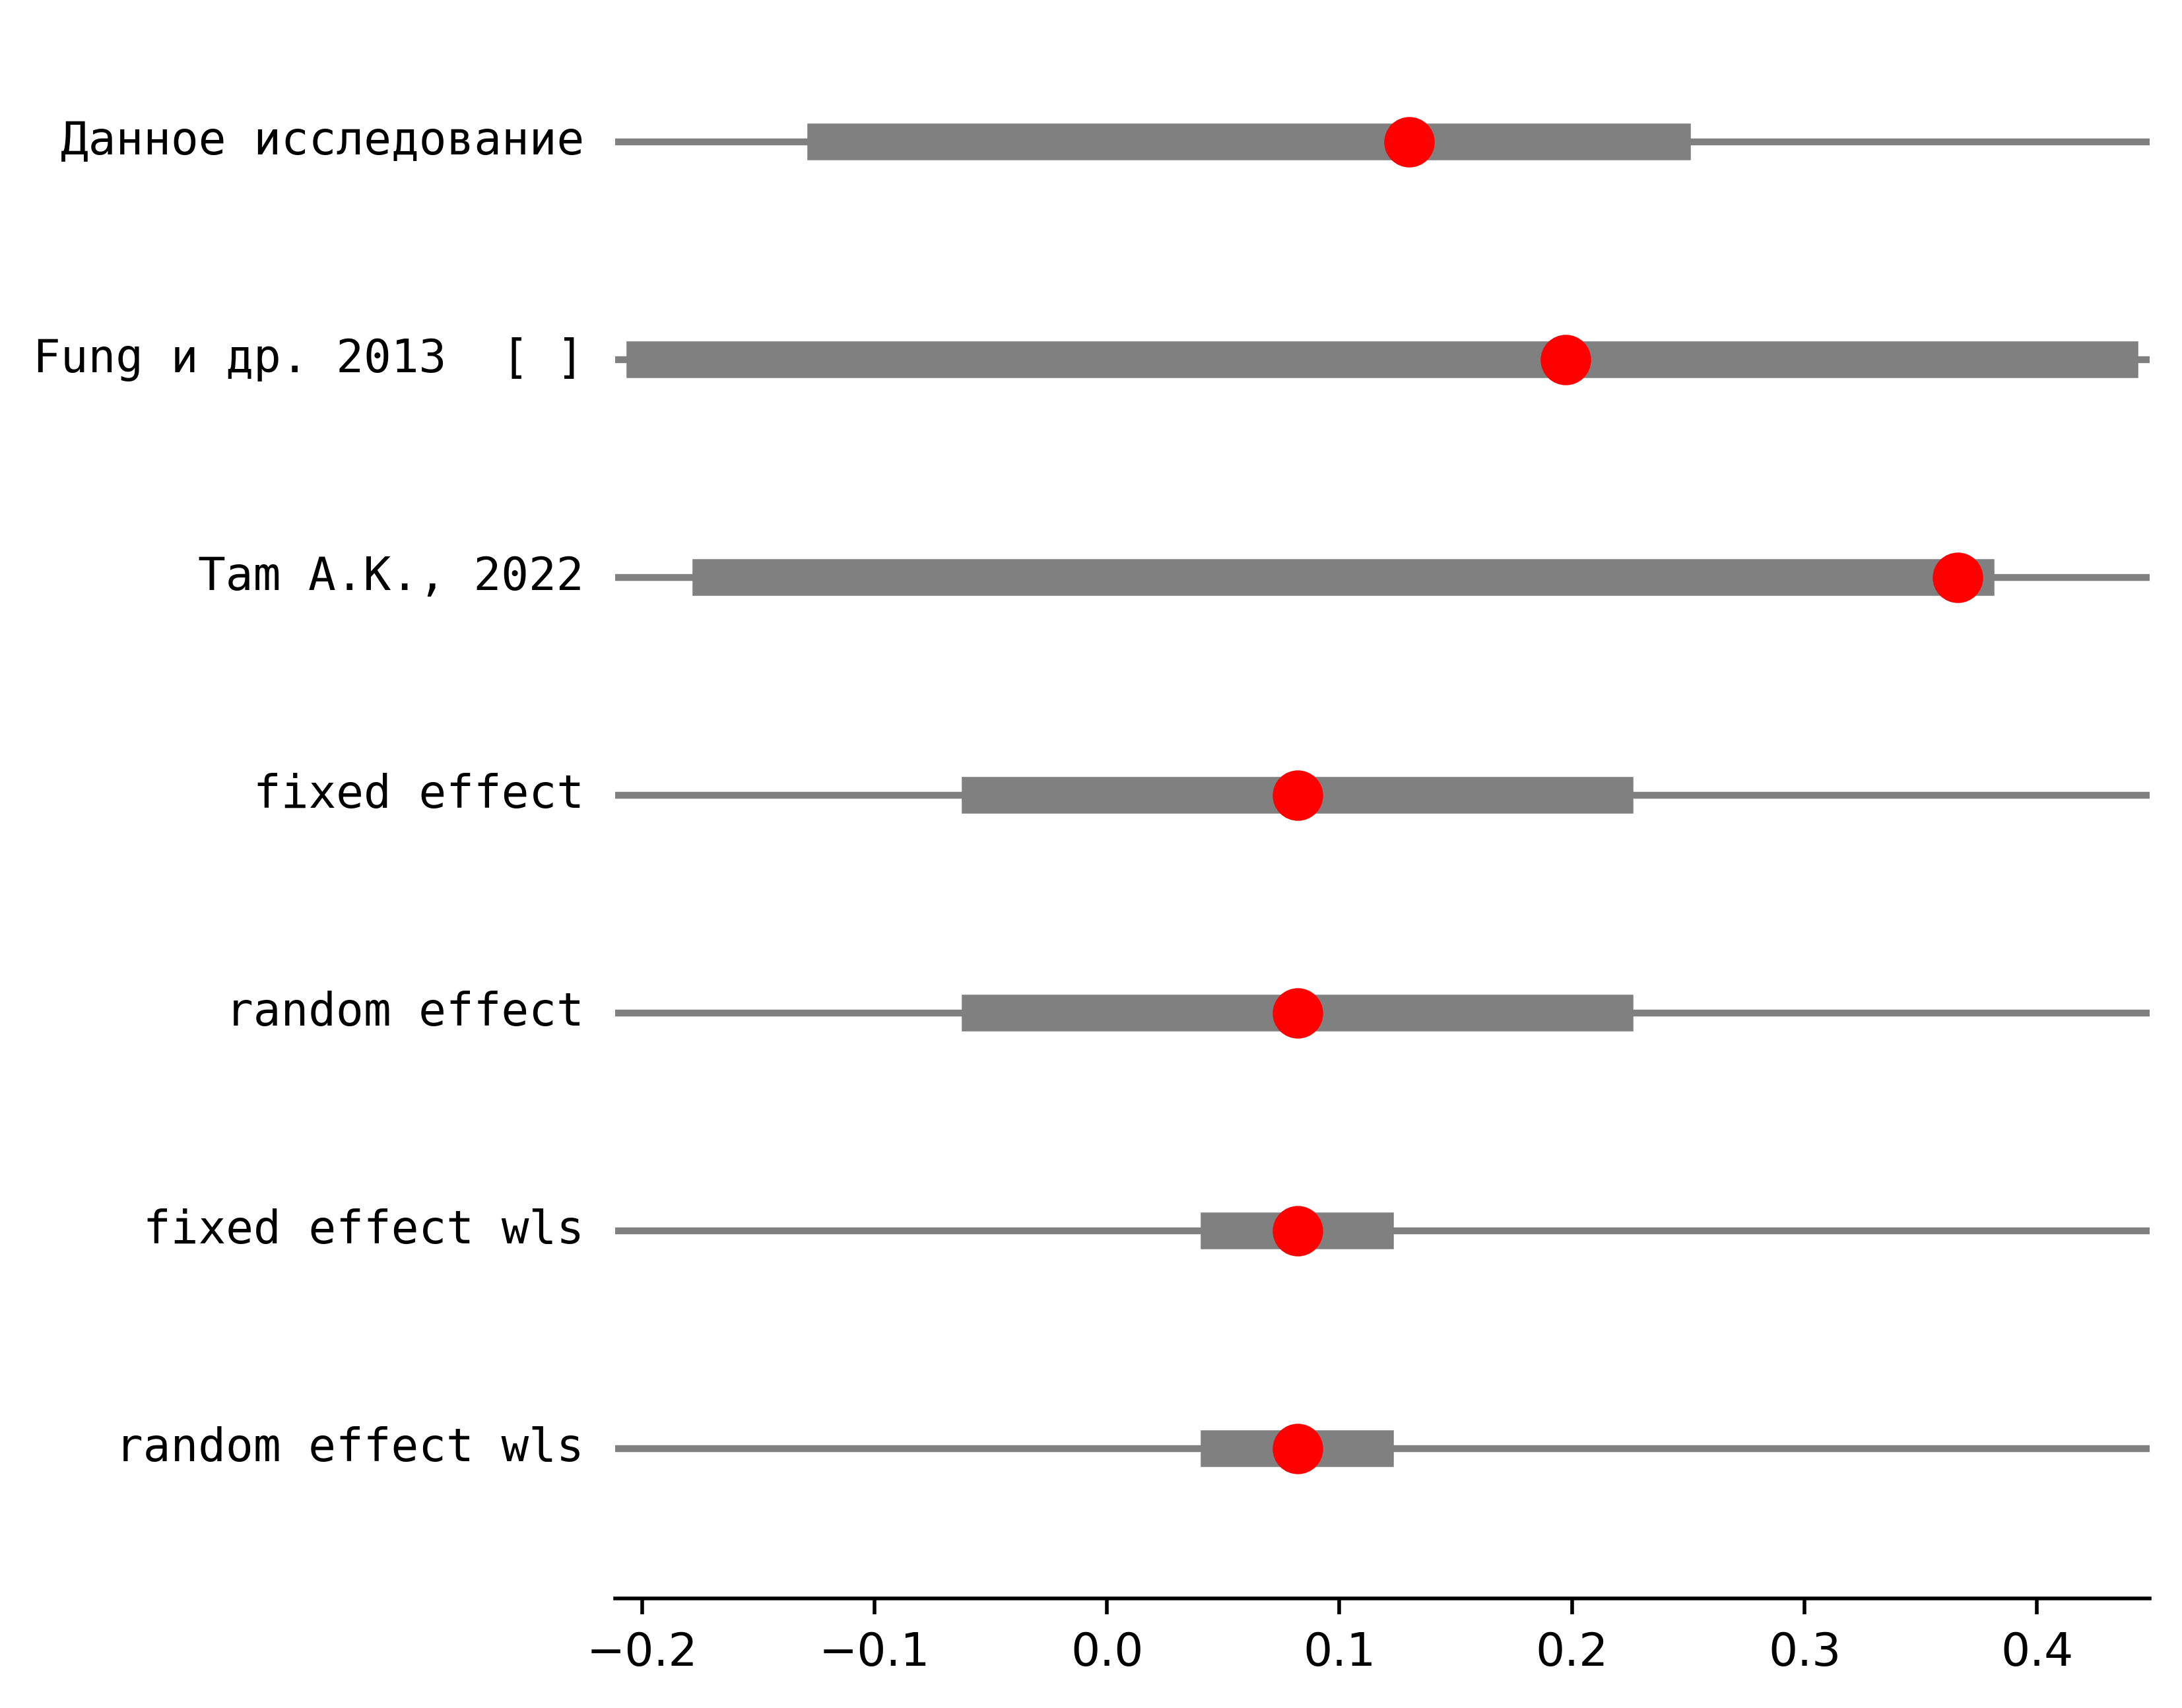 Данное исследование
Fung и др. 2013  [ ]
Tam A.K., 2022
fixed effect
random effect
fixed effect wls
random effect wls
−0.2 −0.1 0.0 0.1 0.2 0.3 0.4